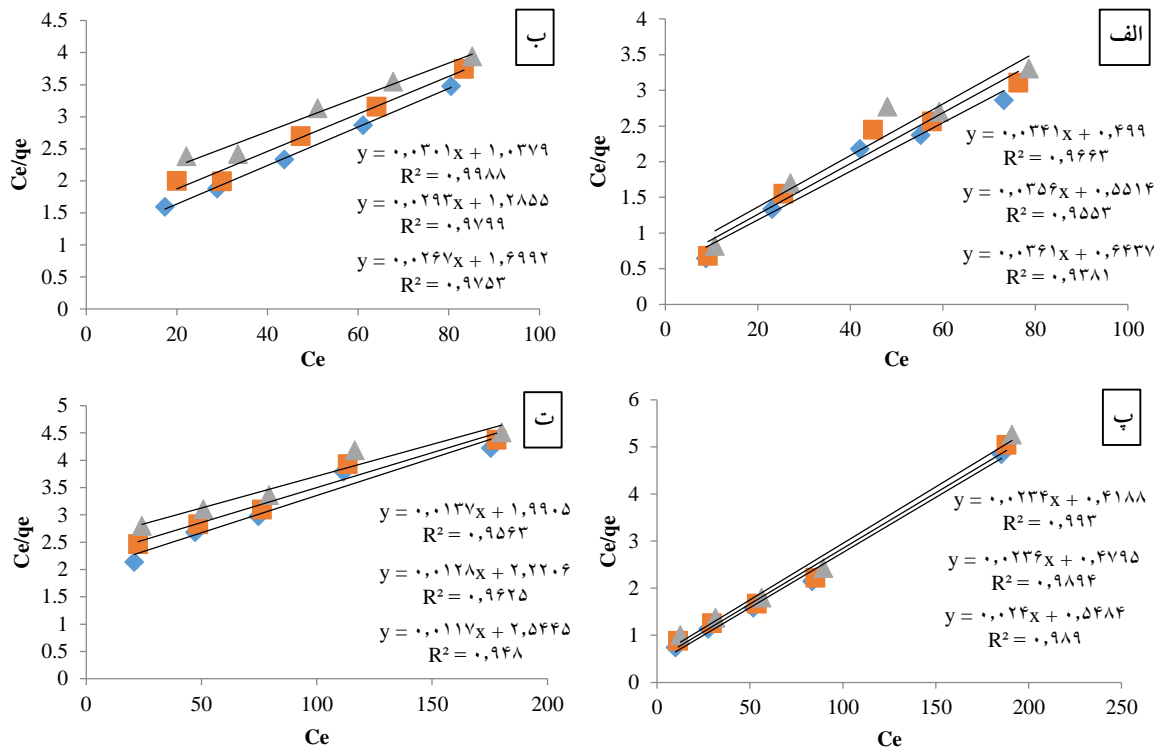 الف
Ce/qe
4
3.5
3
2.5
2
1.5
1
0.5
0
y = ۰,۰۳۴۱x + ۰,۴۹۹
R² = ۰,۹۶۶۳
y = ۰,۰۳۵۶x + ۰,۵۵۱۴
R² = ۰,۹۵۵۳
y = ۰,۰۳۶۱x + ۰,۶۴۳۷
R² = ۰,۹۳۸۱
0 20 40 60 80 100
Ce
ب
Ce/qe
4.5
4
3.5
3
2.5
2
1.5
1
0.5
0
y = ۰,۰۳۰۱x + ۱,۰۳۷۹
R² = ۰,۹۹۸۸
y = ۰,۰۲۹۳x + ۱,۲۸۵۵
R² = ۰,۹۷۹۹
y = ۰,۰۲۶۷x + ۱,۶۹۹۲
R² = ۰,۹۷۵۳
0 20 40 60 80 100
Ce
پ
Ce/qe
6
5
4
3
2
1
0
y = ۰,۰۲۳۴x + ۰,۴۱۸۸
R² = ۰,۹۹۳
y = ۰,۰۲۳۶x + ۰,۴۷۹۵
R² = ۰,۹۸۹۴
y = ۰,۰۲۴x + ۰,۵۴۸۴
R² = ۰,۹۸۹
0 50 100 150 200 250
Ce
ت
Ce/qe
5
4.5
4
3.5
3
2.5
2
1.5
1
0.5
0
y = ۰,۰۱۳۷x + ۱,۹۹۰۵
R² = ۰,۹۵۶۳
y = ۰,۰۱۲۸x + ۲,۲۲۰۶
R² = ۰,۹۶۲۵
y = ۰,۰۱۱۷x + ۲,۵۴۴۵
R² = ۰,۹۴۸
0 50 100 150 200
Ce